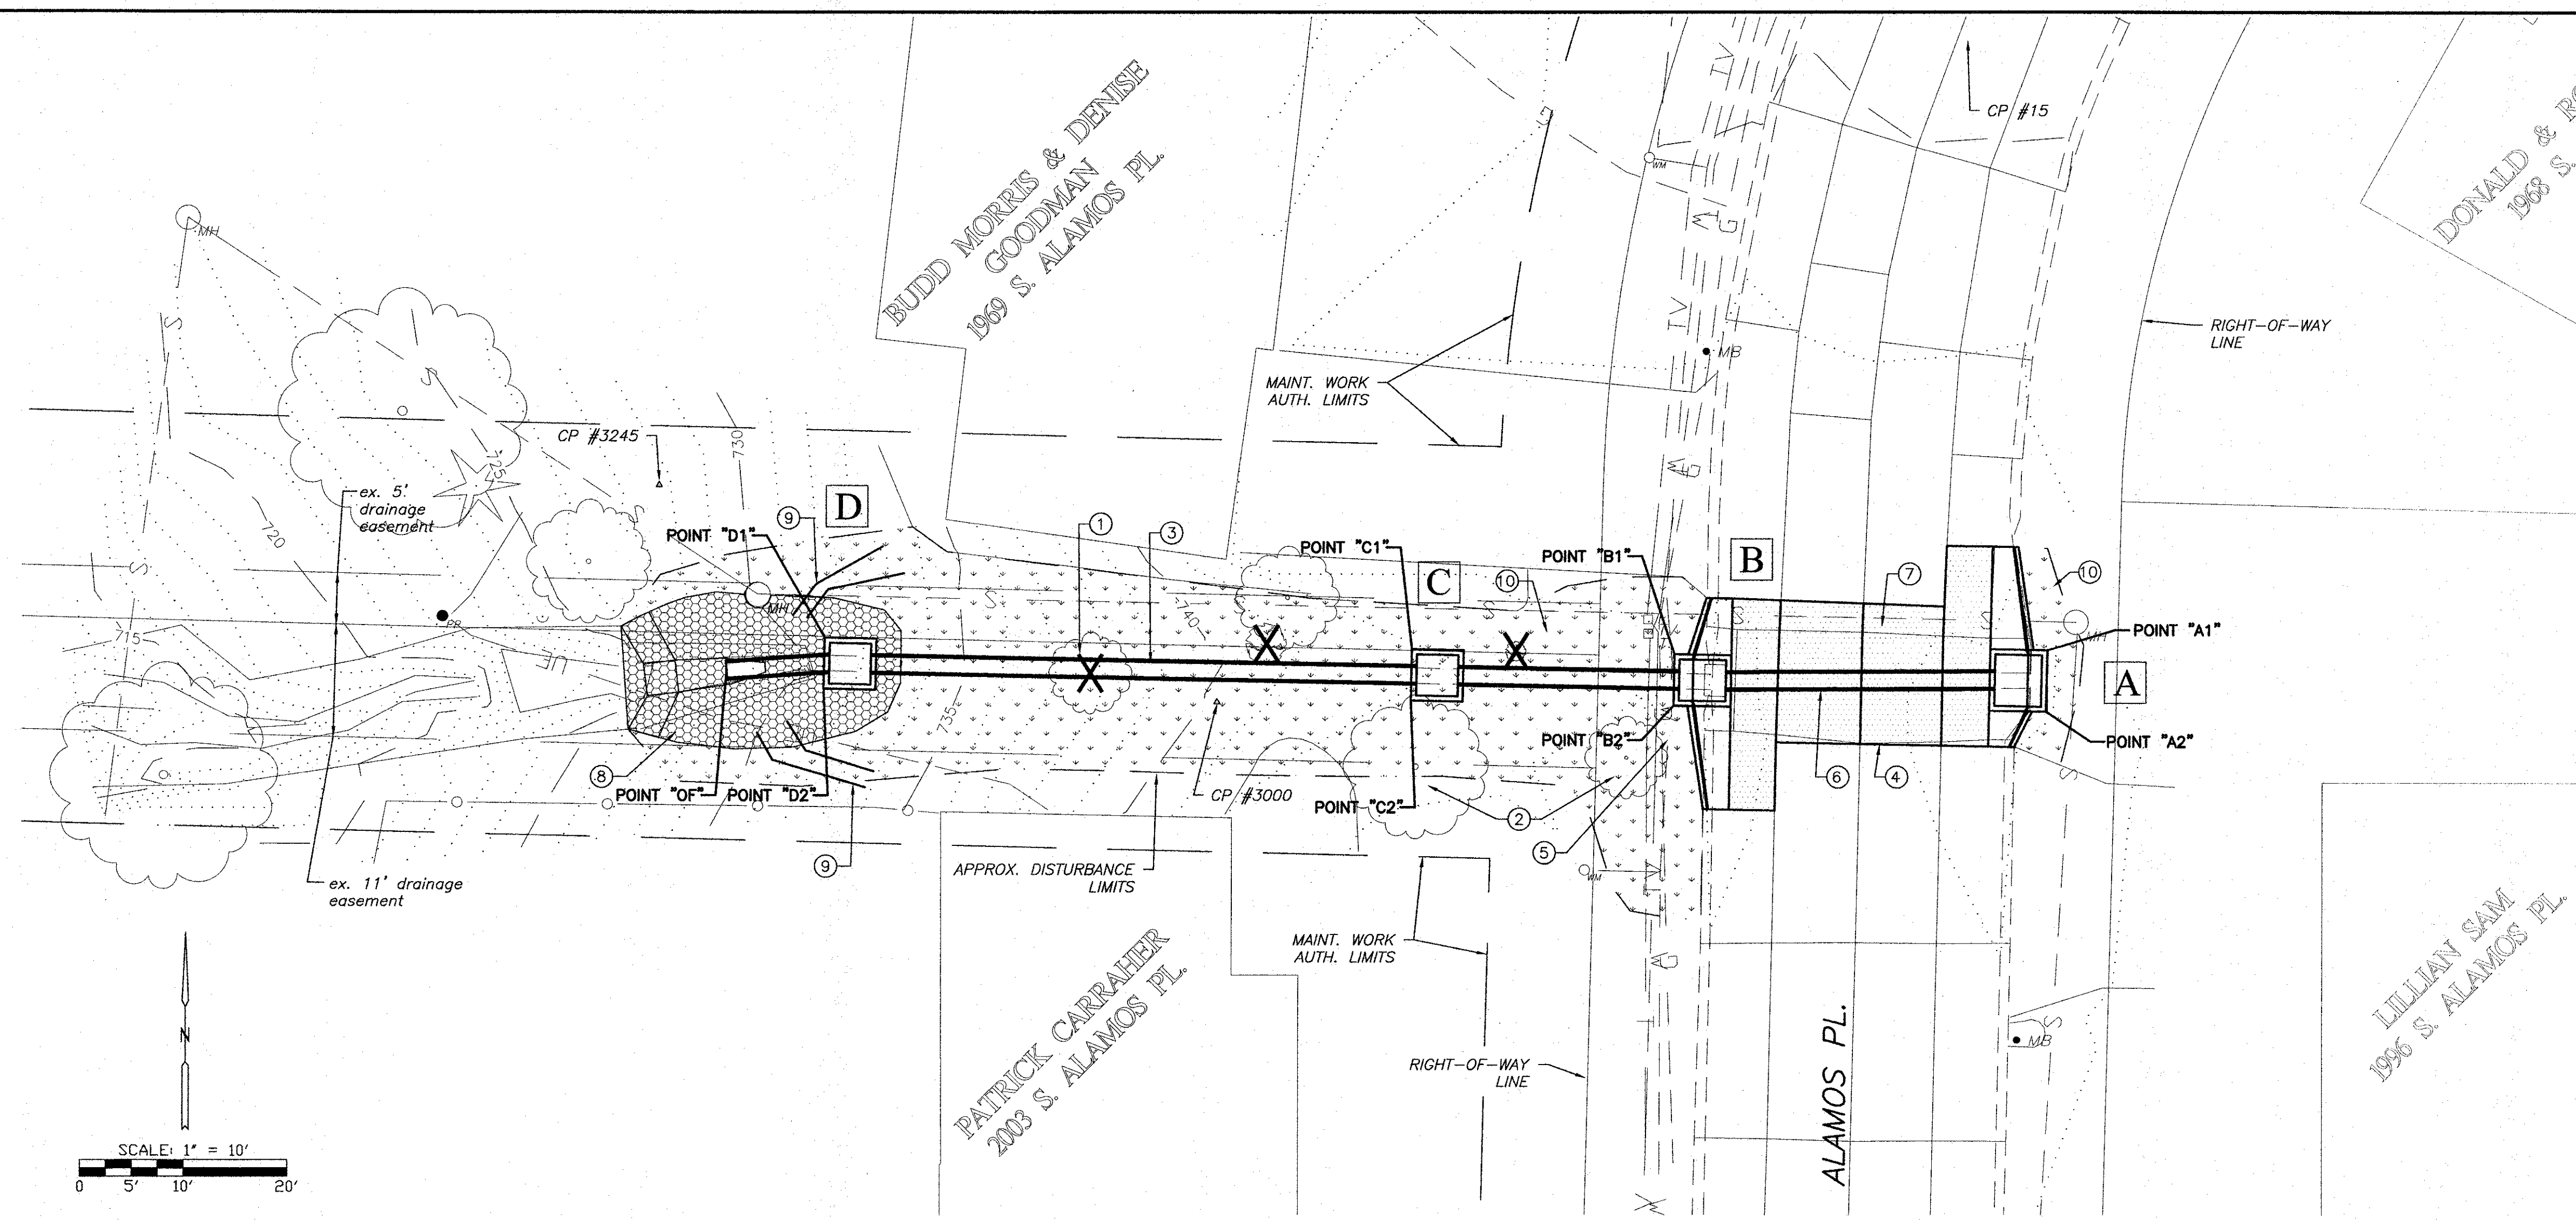 BUDD MORRIS & DENISE
GOODMAN
1969 S. ALAMOS PL.
DONALD &
1968 S.
CP #15
TV
W
G
WM
RIGHT-OF-WAY
LINE
MH
S
S
MB
TV
MAINT. WORK
AUTH. LIMITS
CP #3245
730
725
ex. 5'
drainage
easement
720
D
9
POINT "D1"
1
3
POINT "C1"
C
10
POINT "B1"
B
7
10
W
G
S
S
740
MH
S
S
S
S
MH
POINT "A1"
A
POINT "A2"
PP
715
UE
735
8
POINT "OF"
POINT "D2"
9
CP #3000
POINT "C2"
POINT "B2"
2
5
6
4
S
WM
APPROX. DISTURBANCE
LIMITS
ex. 11' drainage
easement
MAINT. WORK
AUTH. LIMITS
G
PATRICK CARRAHER
2003 S. ALAMOS PL.
LILLIAN SAM
1996 S. ALAMOS PL.
RIGHT-OF-WAY
LINE
ALAMOS PL.
S
MB
N
W
SCALE: 1" = 10'
0 5' 10' 20'